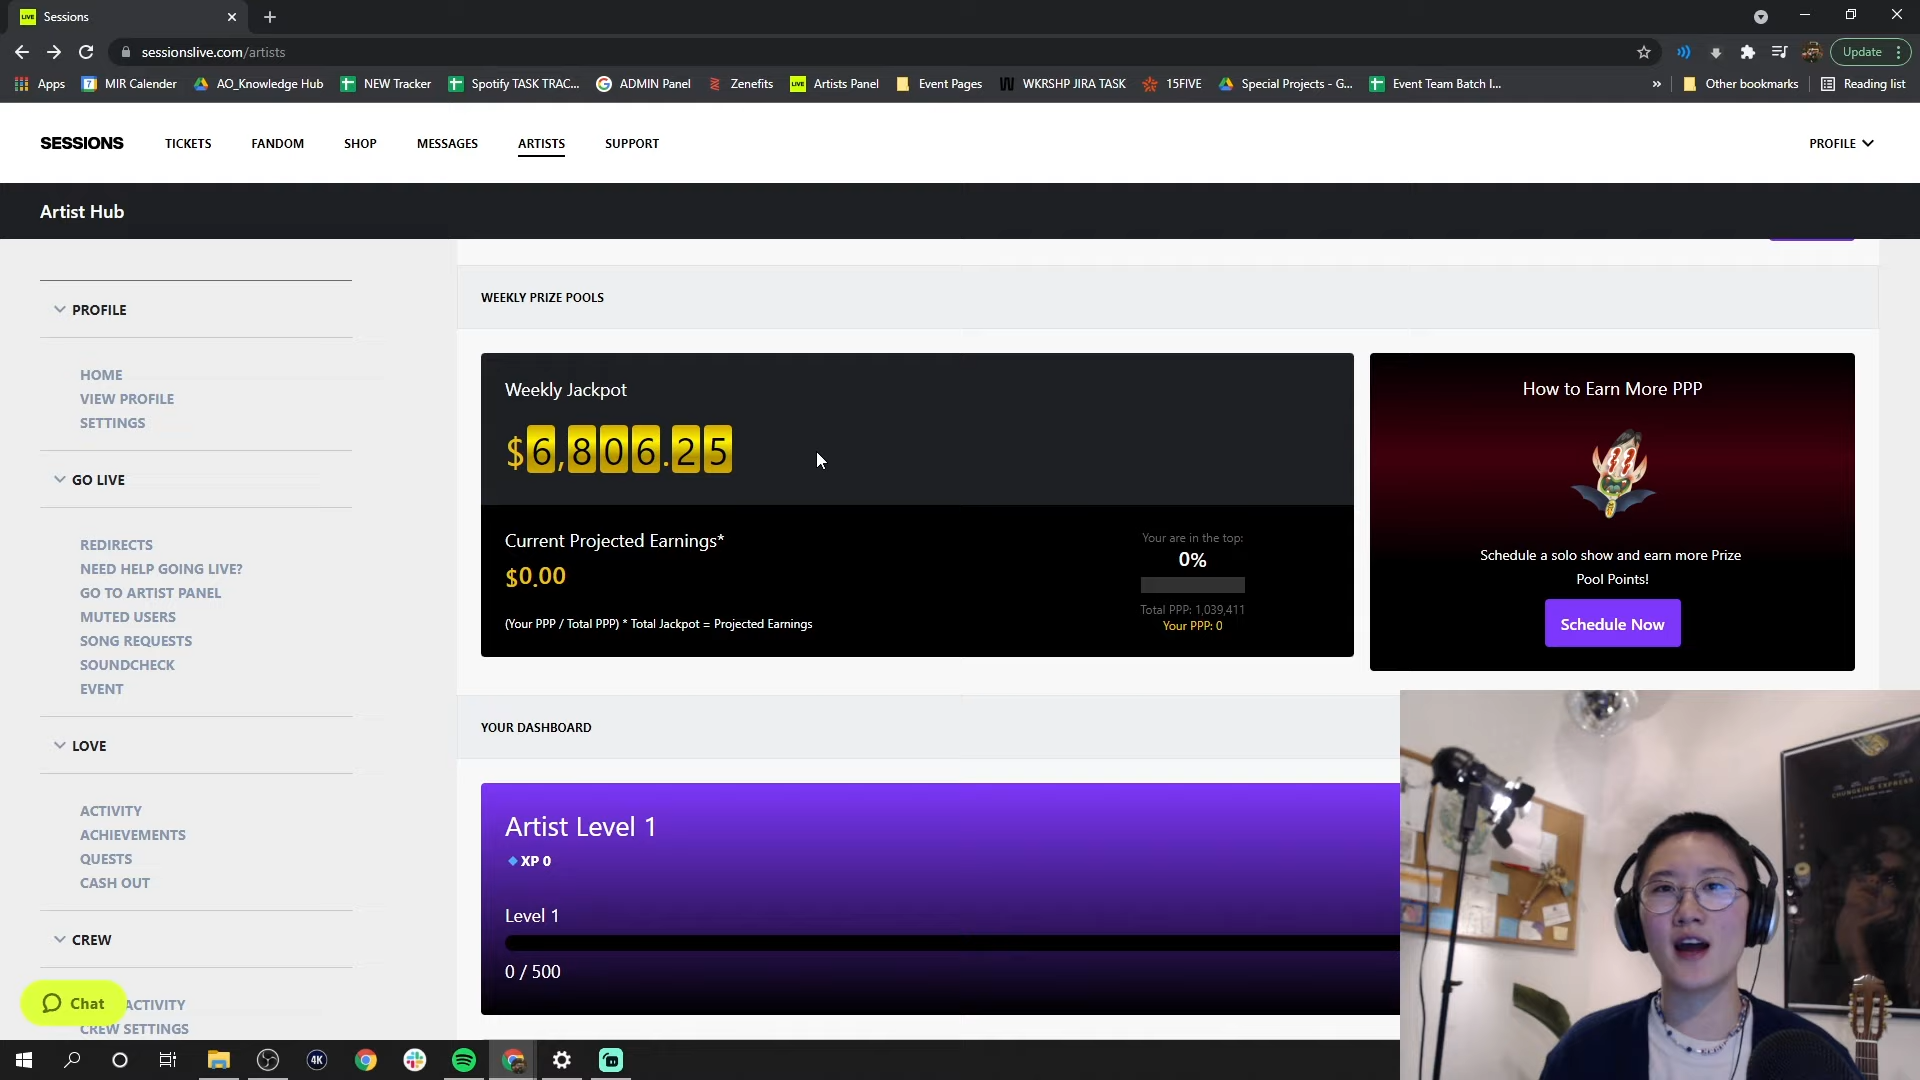 LIVE Sessions
sessionslive.com/artists
Update
Apps
MIR Calender
AO_Knowledge Hub
NEW Tracker
Spotify TASK TRAC...
ADMIN Panel
Zenefits
LIVE Artists Panel
Event Pages
WKRSHP JIRA TASK
15FIVE
Special Projects - G...
Event Team Batch I...
»
Other bookmarks
Reading list
SESSIONS
TICKETS
FANDOM
SHOP
MESSAGES
ARTISTS
SUPPORT
PROFILE
Artist Hub
PROFILE
HOME
VIEW PROFILE
SETTINGS
GO LIVE
REDIRECTS
NEED HELP GOING LIVE?
GO TO ARTIST PANEL
MUTED USERS
SONG REQUESTS
SOUNDCHECK
EVENT
LOVE
ACTIVITY
ACHIEVEMENTS
QUESTS
CASH OUT
CREW
ACTIVITY
CREW SETTINGS
Chat
WEEKLY PRIZE POOLS
Weekly Jackpot
$6,806.25
Current Projected Earnings*
$0.00
(Your PPP / Total PPP) * Total Jackpot = Projected Earnings
Your are in the top:
0%
Total PPP: 1,039,411
Your PPP: 0
How to Earn More PPP
Schedule a solo show and earn more Prize
Pool Points!
Schedule Now
YOUR DASHBOARD
Artist Level 1
XP 0
Level 1
0 / 500
4K
CHUNGKING EXPRESS